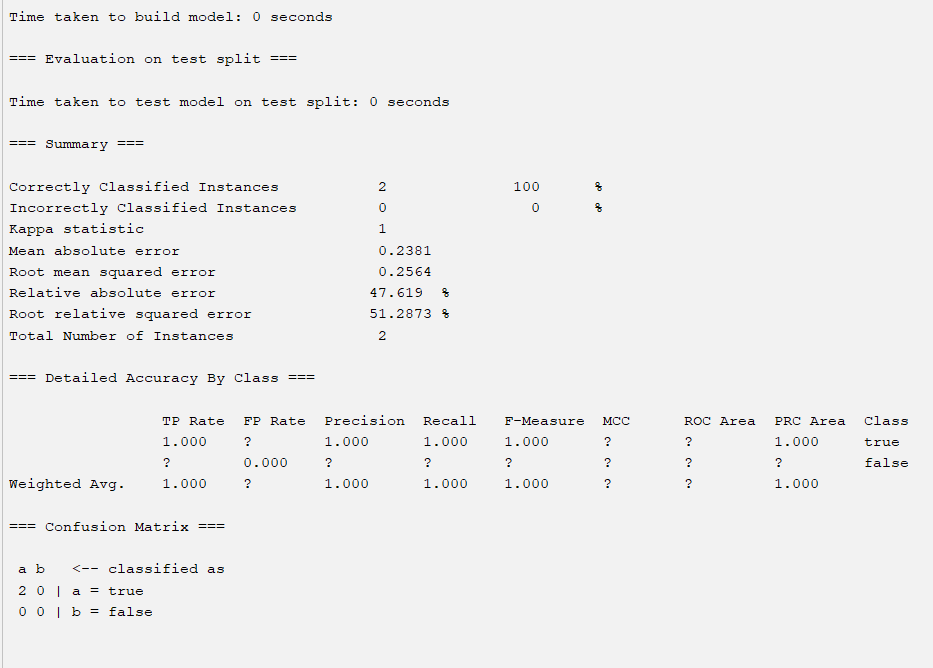 Time taken to build model: 0 seconds
=== Evaluation on test split ===
Time taken to test model on test split: 0 seconds
=== Summary ===
Correctly Classified Instances           2              100      %
Incorrectly Classified Instances         0                0      %
Kappa statistic                          1
Mean absolute error                      0.2381
Root mean squared error                  0.2564
Relative absolute error                 47.619  %
Root relative squared error             51.2873 %
Total Number of Instances                2
=== Detailed Accuracy By Class ===
                 TP Rate  FP Rate  Precision  Recall   F-Measure  MCC      ROC Area  PRC Area  Class
                 1.000    ?        1.000      1.000    1.000      ?        ?         1.000     true
                 ?        0.000    ?          ?        ?          ?        ?         ?         false
Weighted Avg.    1.000    ?        1.000      1.000    1.000      ?        ?         1.000
=== Confusion Matrix ===
 a b   <-- classified as
 2 0 | a = true
 0 0 | b = false